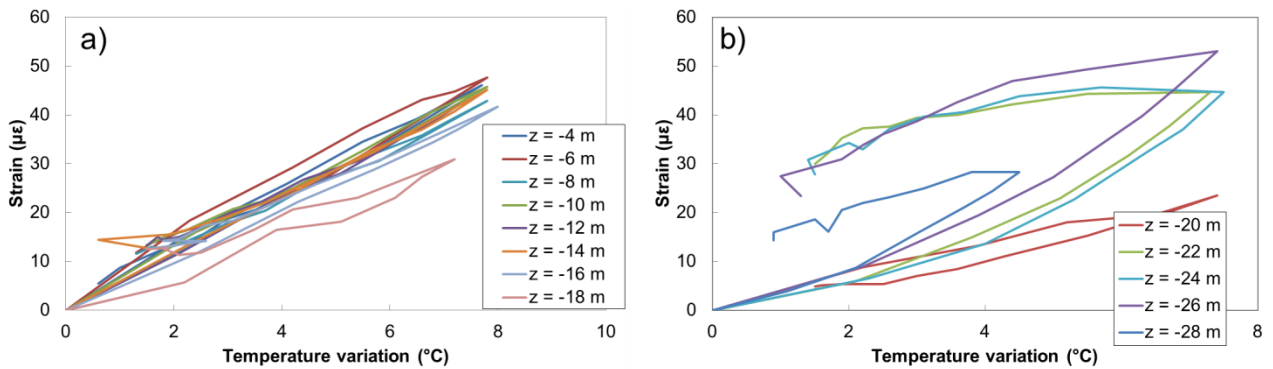 a)
60
50
40
30
20
10
0
Strain (με)
0 2 4 6 8 10
Temperature variation (°C)
z = -4 m
z = -6 m
z = -8 m
z = -10 m
z = -12 m
z = -14 m
z = -16 m
z = -18 m
b)
60
50
40
30
20
10
0
Strain (με)
0 2 4 8
Temperature variation (°C)
z = -20 m
z = -22 m
z = -24 m
z = -26 m
z = -28 m